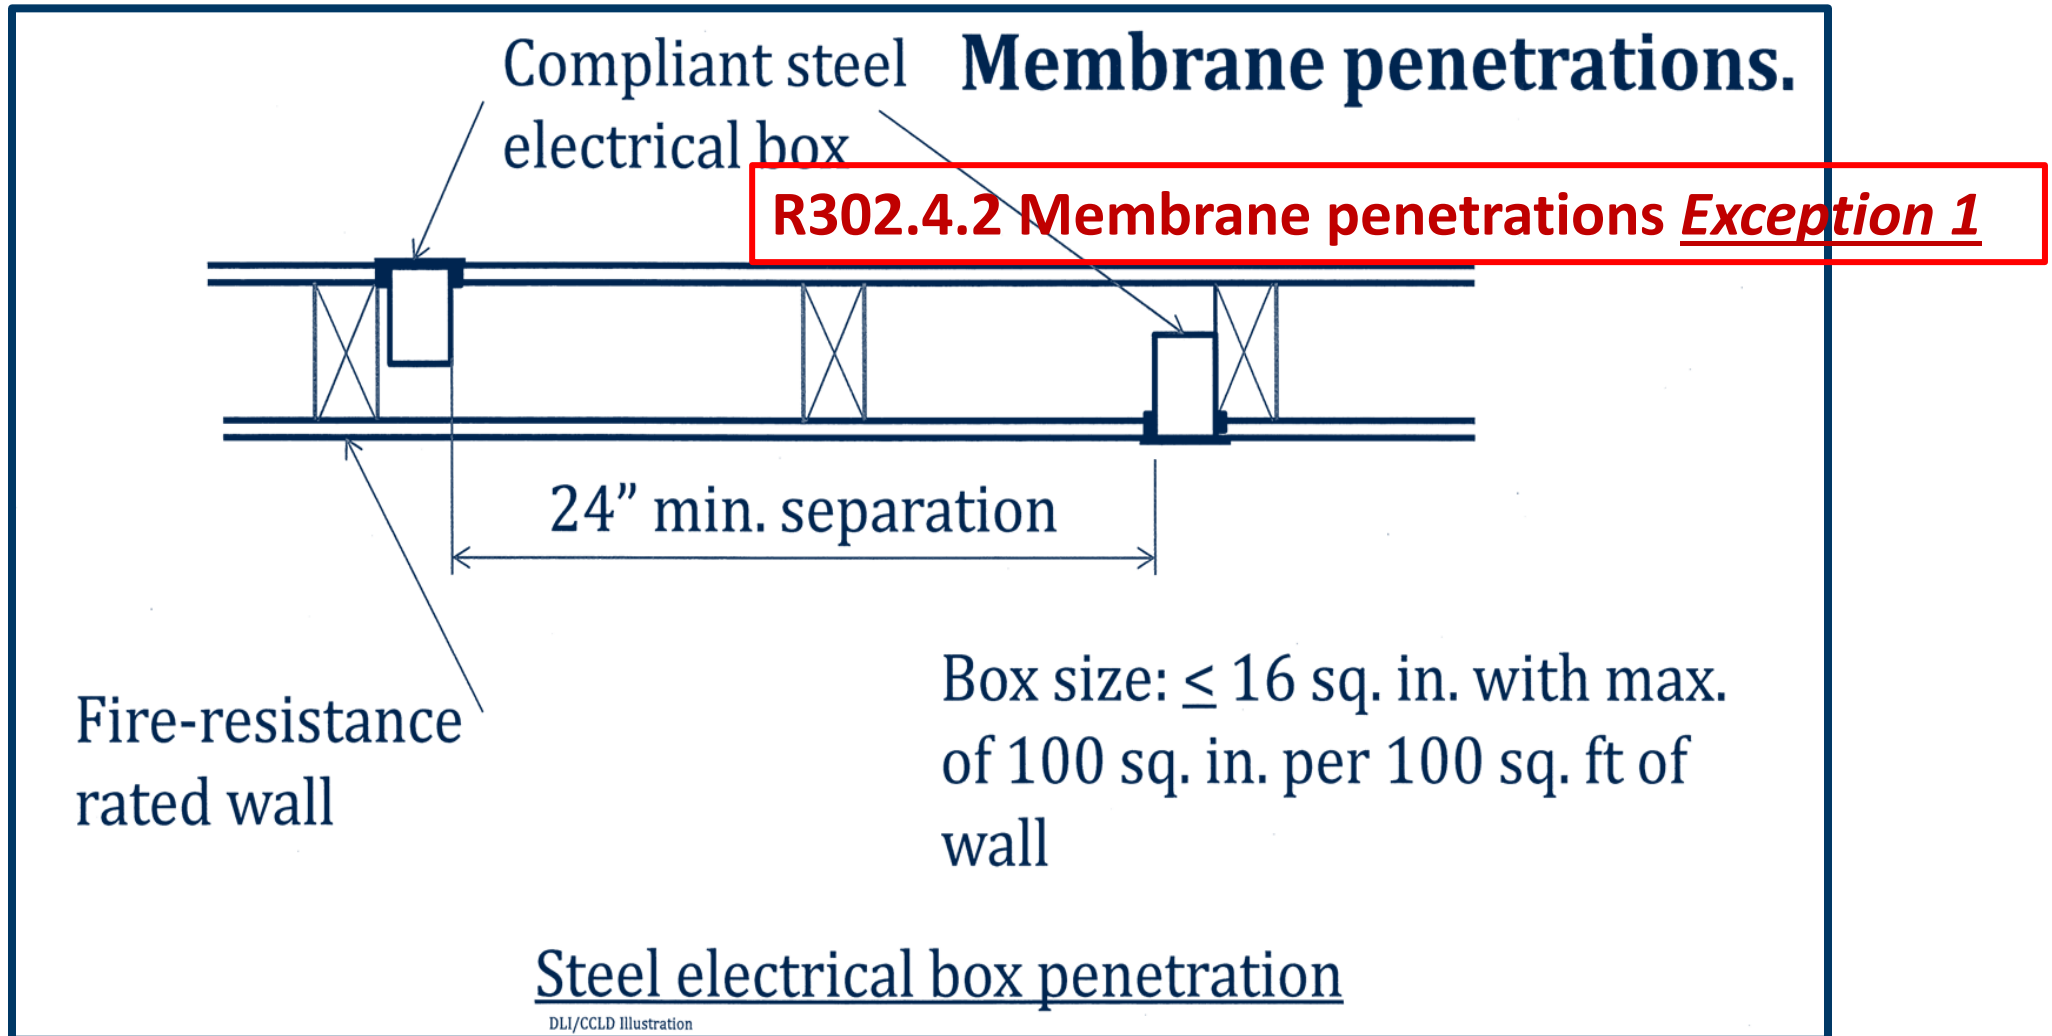 Compliant steel
electrical box
Membrane penetrations.
R302.4.2 Membrane penetrations Exception 1
24” min. separation
Fire-resistance
rated wall
Box size: ≤ 16 sq. in. with max.
of 100 sq. in. per 100 sq. ft of
wall
Steel electrical box penetration
DLI/CCLD Illustration